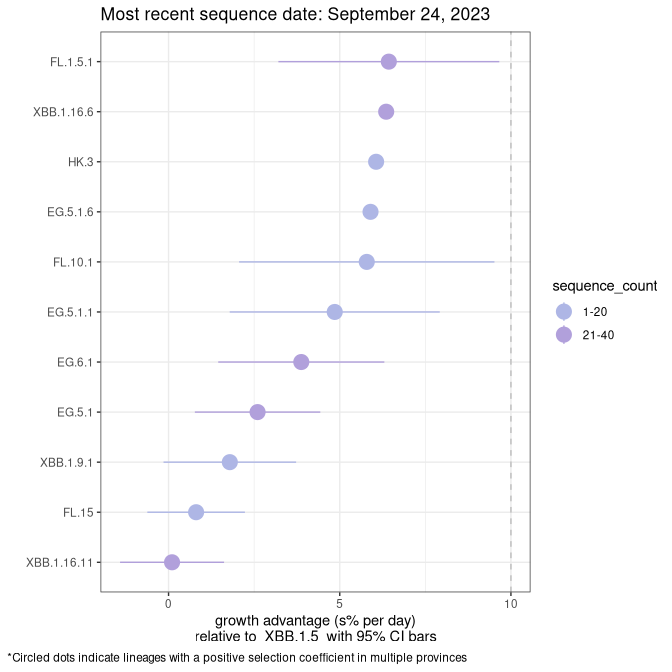 Most recent sequence date: September 24, 2023
FL.1.5.1
XBB.1.16.6
HK.3
EG.5.1.6
FL.10.1
EG.5.1.1
EG.6.1
EG.5.1
XBB.1.9.1
FL.15
XBB.1.16.11
0 5 10
growth advantage (s% per day)
relative to XBB.1.5 with 95% CI bars
sequence_count
1-20
21-40
*Circled dots indicate lineages with a positive selection coefficient in multiple provinces